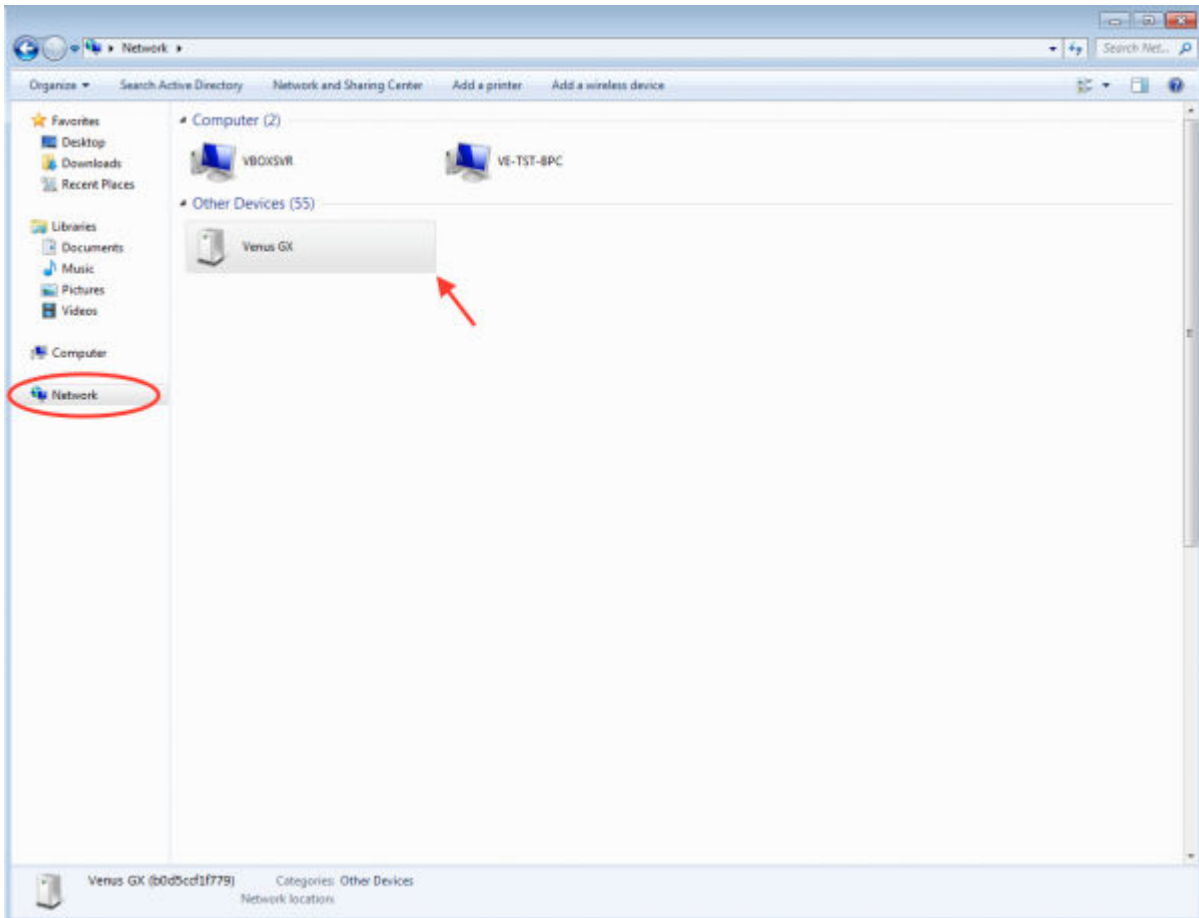 Network
Search Net...
Organize Search Active Directory Network and Sharing Center Add a printer Add a wireless device
Favorites
Desktop
Downloads
Recent Places
Libraries
Documents
Music
Pictures
Videos
Computer
Network
Computer (2)
VBOXSVR VE-TST-8PC
Other Devices (55)
Venus GX
Venus GX (b0d5ccf1f779) Categories: Other Devices
Network location: